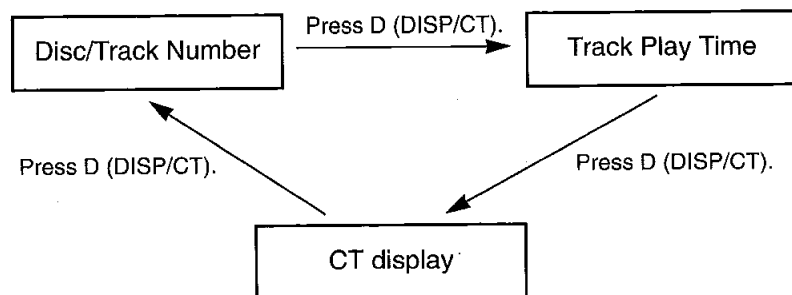 Disc/Track Number
Press D (DISP/CT).
Track Play Time
Press D (DISP/CT).
Press D (DISP/CT).
CT display